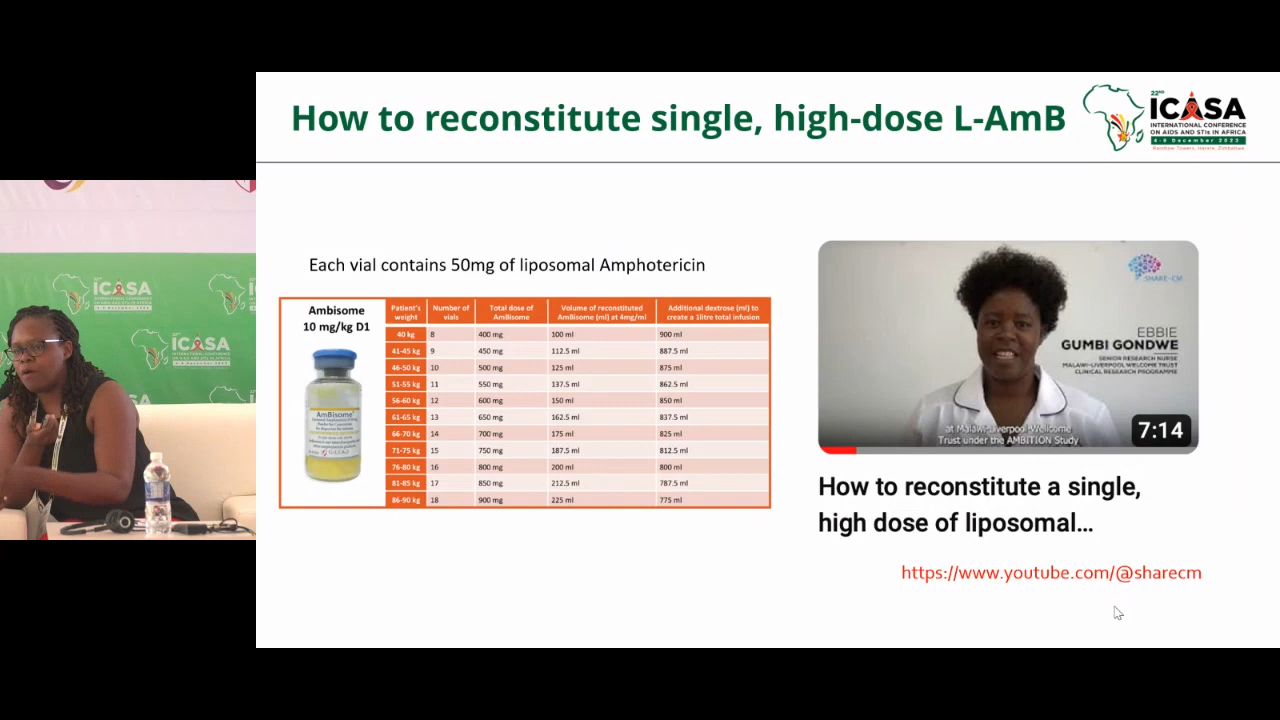 How to reconstitute single, high-dose L-AmB
22ND
ICASA
INTERNATIONAL CONFERENCE
ON AIDS AND STIs IN AFRICA
4-9 December 2023
Rainbow Towers, Harare, Zimbabwe
Each vial contains 50mg of liposomal Amphotericin
Ambisome
10 mg/kg D1
AmBisome
Patient's weight Number of vials Total dose of AmBisome Volume of reconstituted AmBisome (ml) at 4mg/ml Additional dextrose (ml) to create a 1litre total infusion
40 kg 8 400 mg 100 ml 900 ml
41-45 kg 9 450 mg 112.5 ml 887.5 ml
46-50 kg 10 500 mg 125 ml 875 ml
51-55 kg 11 550 mg 137.5 ml 862.5 ml
56-60 kg 12 600 mg 150 ml 850 ml
61-65 kg 13 650 mg 162.5 ml 837.5 ml
66-70 kg 14 700 mg 175 ml 825 ml
71-75 kg 15 750 mg 187.5 ml 812.5 ml
76-80 kg 16 800 mg 200 ml 800 ml
81-85 kg 17 850 mg 212.5 ml 787.5 ml
86-90 kg 18 900 mg 225 ml 775 ml
SHARE-CM
EBBIE
GUMBI GONDWE
SENIOR RESEARCH NURSE
MALAWI-LIVERPOOL WELCOME TRUST
CLINICAL RESEARCH PROGRAMME
at Malawi-Liverpool Welcome
Trust under the AMBITION Study
7:14
How to reconstitute a single,
high dose of liposomal…
https://www.youtube.com/@sharecm
ICASA
ICASA